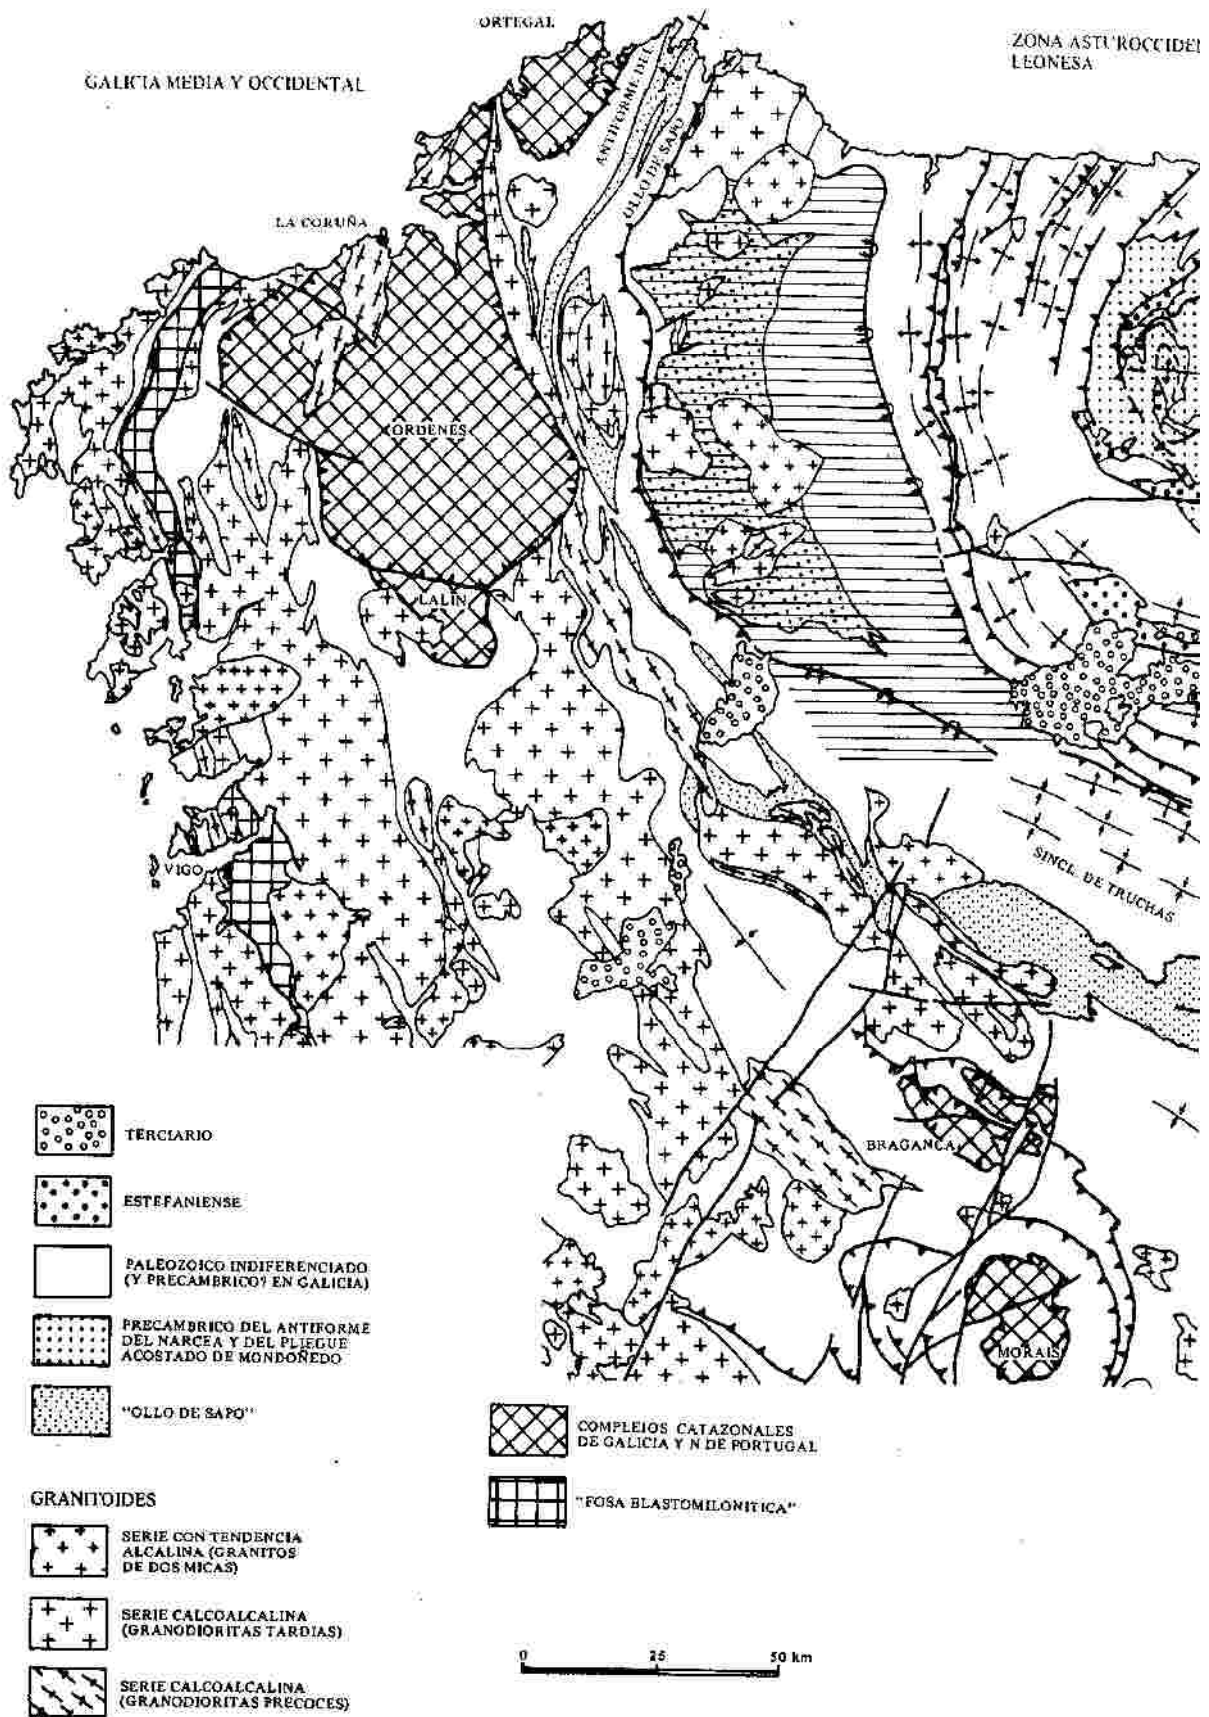 ORTEGAL
ZONA ASTUROCCIDEN
LEONESA
GALICIA MEDIA Y OCCIDENTAL
ANTIFORME DEL
OLLO DE SAPO
LA CORUÑA
ORDENES
LALIN
VIGO
SINCL. DE TRUCHAS
BRAGANCA
MORAIS
TERCIARIO
ESTEFANIENSE
PALEOZOICO INDIFERENCIADO
(Y PRECAMBRICO? EN GALICIA)
PRECAMBRICO DEL ANTIFORME
DEL NARCEA Y DEL PLIEGUE
ACOSTADO DE MONDOÑEDO
"OLLO DE SAPO"
COMPLEJOS CATAZONALES
DE GALICIA Y N DE PORTUGAL
"FOSA BLASTOMILONITICA"
GRANITOIDES
SERIE CON TENDENCIA
ALCALINA (GRANITOS
DE DOS MICAS)
SERIE CALCOALCALINA
(GRANODIORITAS TARDIAS)
SERIE CALCOALCALINA
(GRANODIORITAS PRECOCES)
0 25 50 km